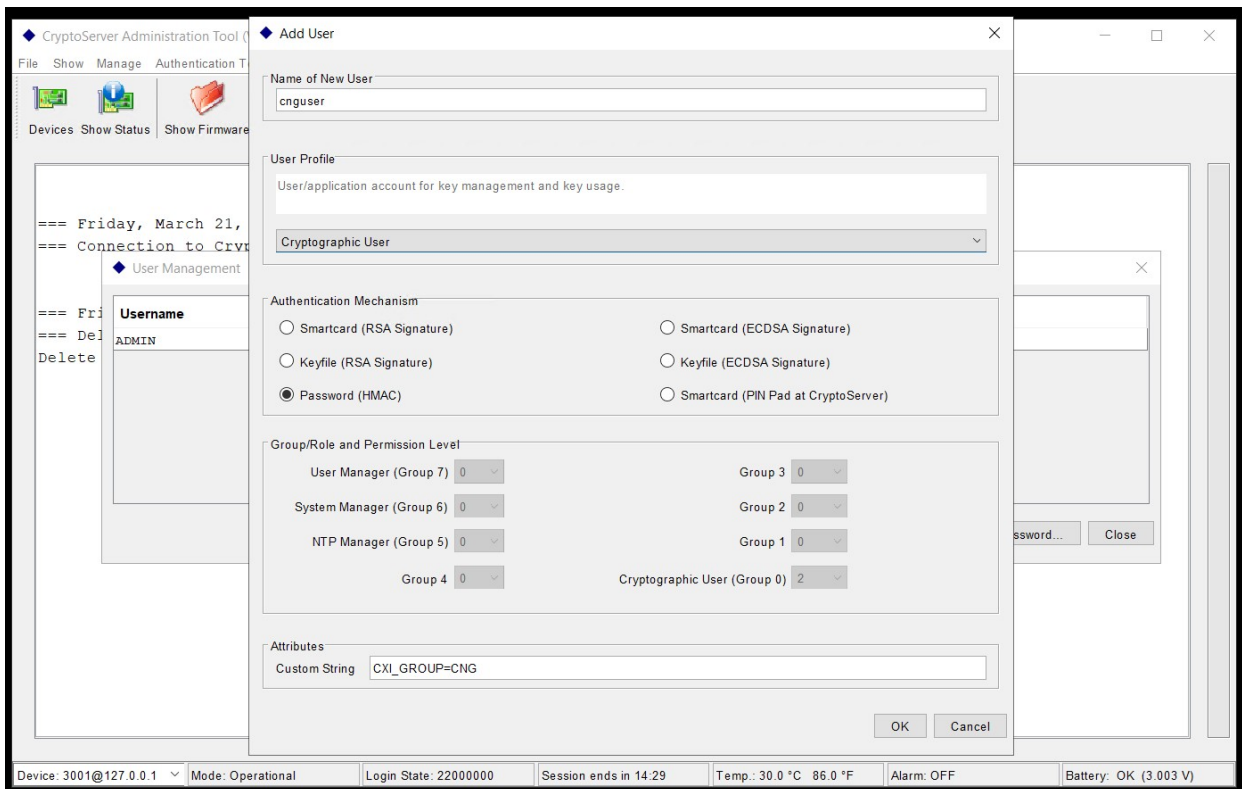 CryptoServer Administration Tool (
Add User
File Show Manage Authentication T
Name of New User
cnguser
Devices Show Status Show Firmware
User Profile
User/application account for key management and key usage.
Cryptographic User
=== Friday, March 21,
=== Connection to
User Management
=== Fri
=== Del
Delete
Username
ADMIN
Authentication Mechanism
Smartcard (RSA Signature) Smartcard (ECDSA Signature)
Keyfile (RSA Signature) Keyfile (ECDSA Signature)
Password (HMAC) Smartcard (PIN Pad at CryptoServer)
Group/Role and Permission Level
User Manager (Group 7) 0 Group 3 0
System Manager (Group 6) 0 Group 2 0
NTP Manager (Group 5) 0 Group 1 0
Group 4 0 Cryptographic User (Group 0) 2
ssword... Close
Attributes
Custom String CXI_GROUP=CNG
OK Cancel
Device: 3001@127.0.0.1 Mode: Operational Login State: 22000000 Session ends in 14:29 Temp.: 30.0 °C 86.0 °F Alarm: OFF Battery: OK (3.003 V)